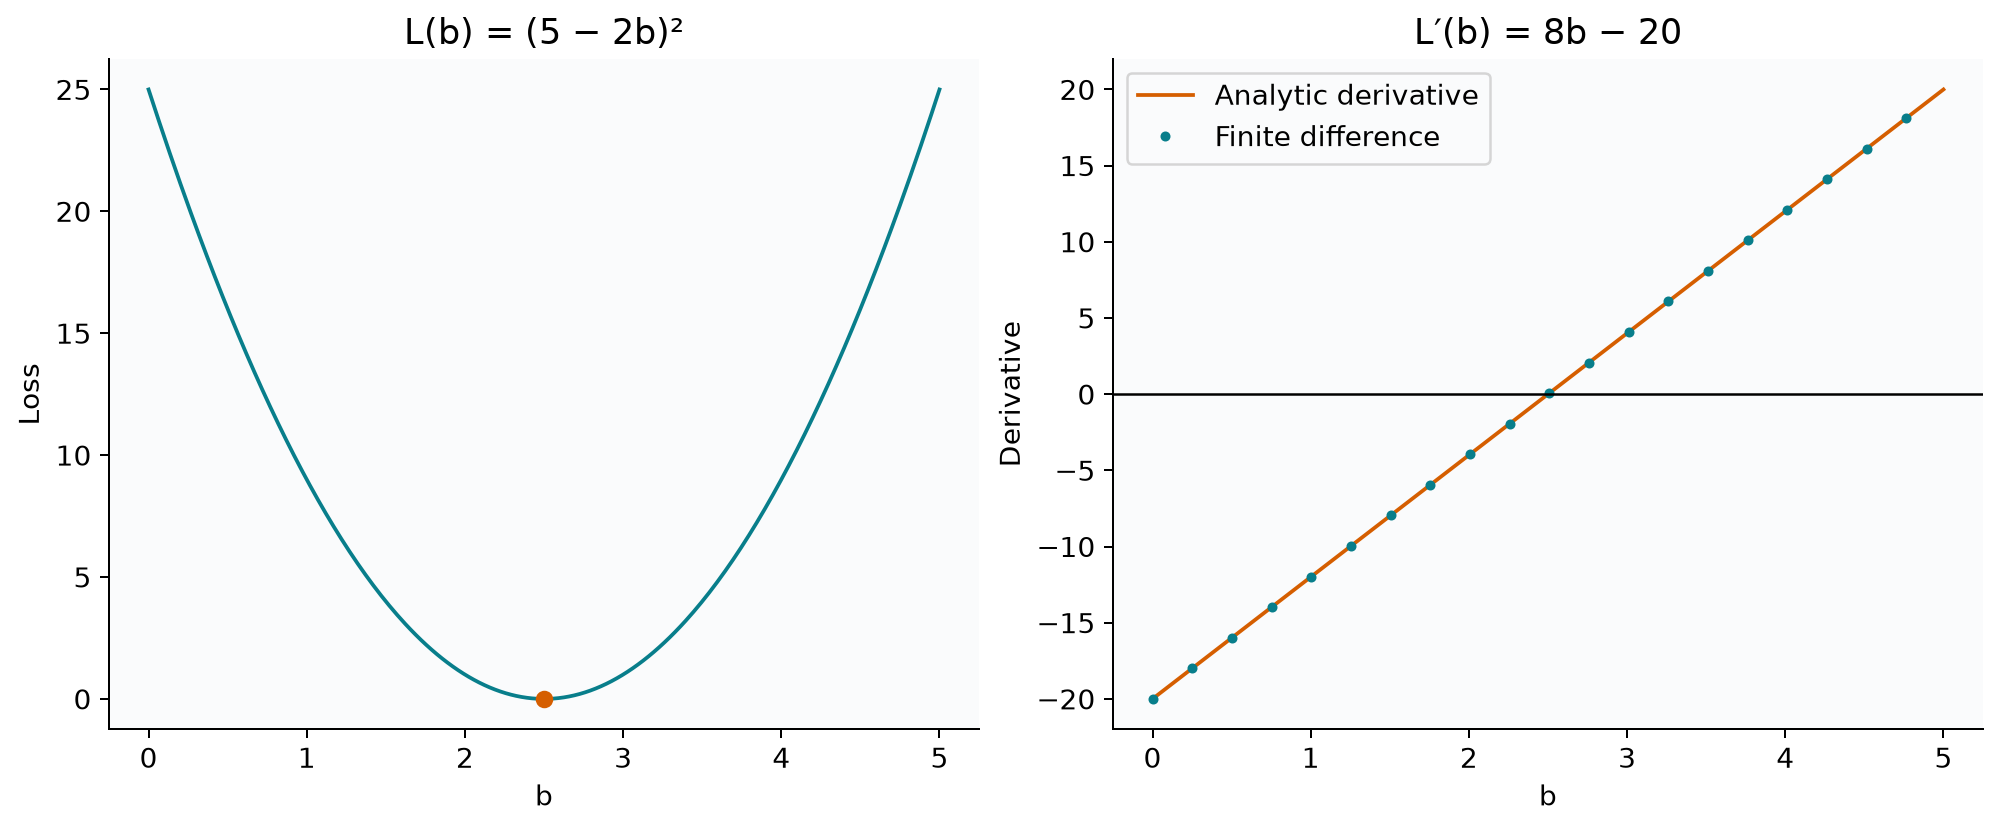 L(b) = (5 − 2b)²
25
20
15
10
5
0
Loss
0 1 2 3 4 5
b
L′(b) = 8b − 20
Analytic derivative
Finite difference
20
15
10
5
0
−5
−10
−15
−20
Derivative
0 1 2 3 4 5
b